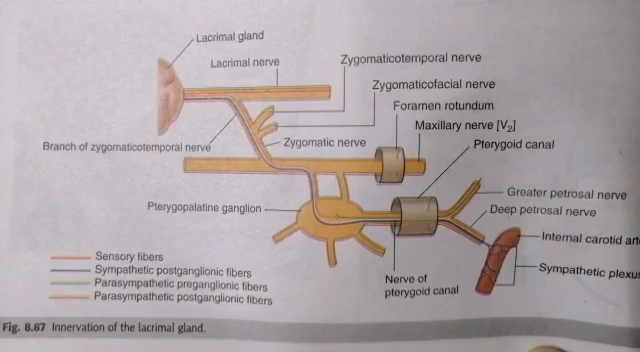 Lacrimal gland
Lacrimal nerve
Zygomaticotemporal nerve
Zygomaticofacial nerve
Foramen rotundum
Maxillary nerve [V2]
Branch of zygomaticotemporal nerve
Zygomatic nerve
Pterygoid canal
Greater petrosal nerve
Pterygopalatine ganglion
Deep petrosal nerve
Internal carotid arte
Sensory fibers
Sympathetic postganglionic fibers
Parasympathetic preganglionic fibers
Parasympathetic postganglionic fibers
Nerve of
pterygoid canal
Sympathetic plexus
Fig. 8.87 Innervation of the lacrimal gland.